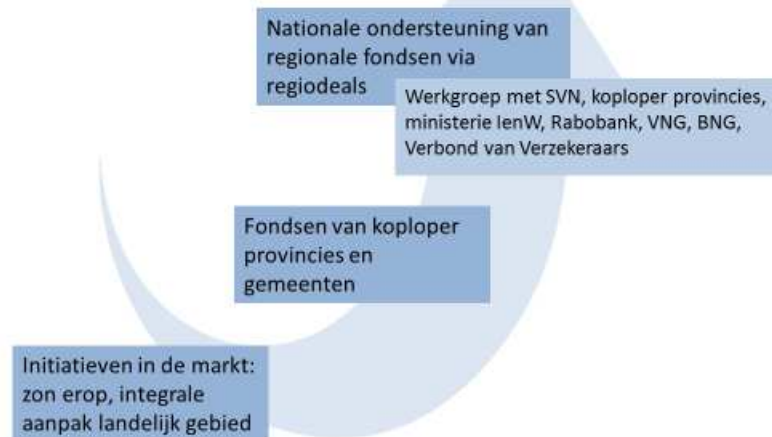 Nationale ondersteuning van
regionale fondsen via
regiodeals
Werkgroep met SVN, koploper provincies,
ministerie IenW, Rabobank, VNG, BNG,
Verbond van Verzekeraars
Fondsen van koploper
provincies en
gemeenten
Initiatieven in de markt:
zon erop, integrale
aanpak landelijk gebied